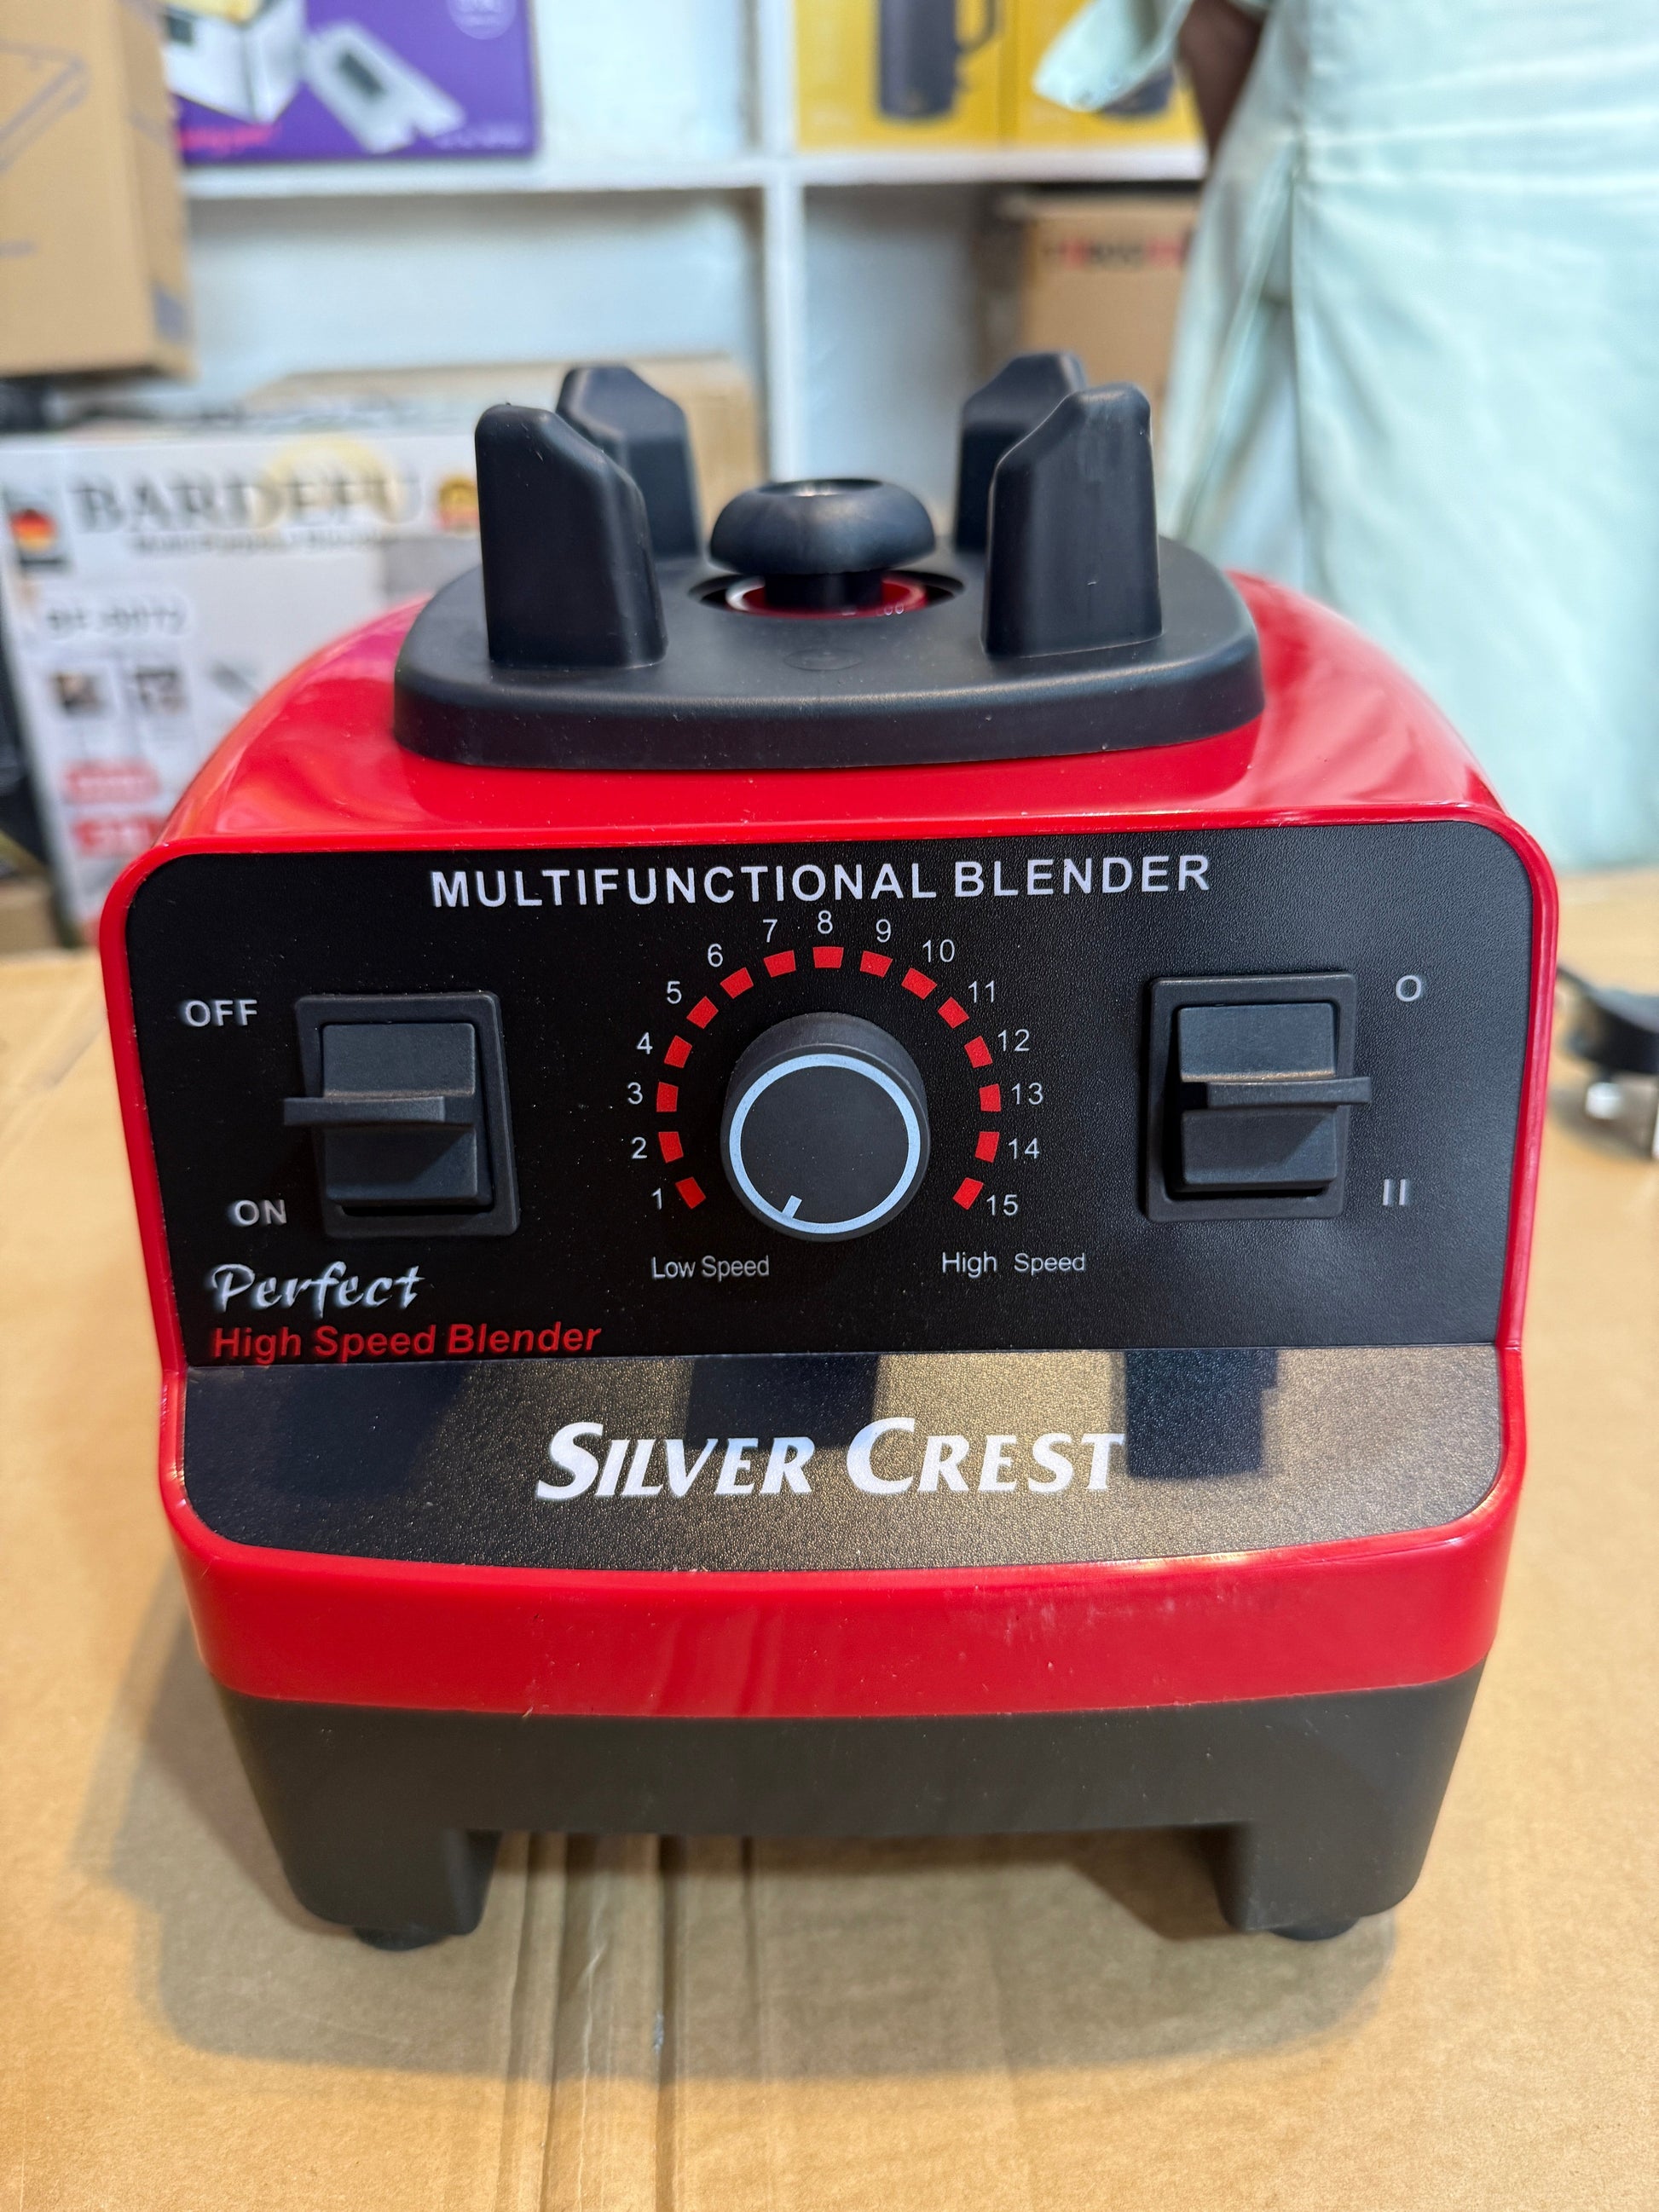 BARDEFU
MULTIFUNCTIONAL BLENDER
OFF
ON
1
2
3
4
5
6
7
8
9
10
11
12
13
14
15
Low Speed
High Speed
O
II
Perfect
High Speed Blender
SILVER CREST